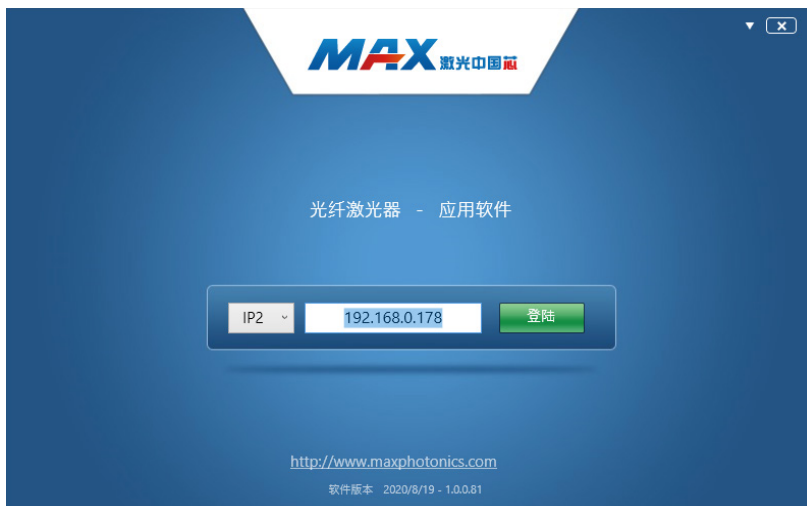 MAX 激光中国芯
光纤激光器 - 应用软件
IP2 192.168.0.178 登陆
http://www.maxphotonics.com
软件版本 2020/8/19 - 1.0.0.81